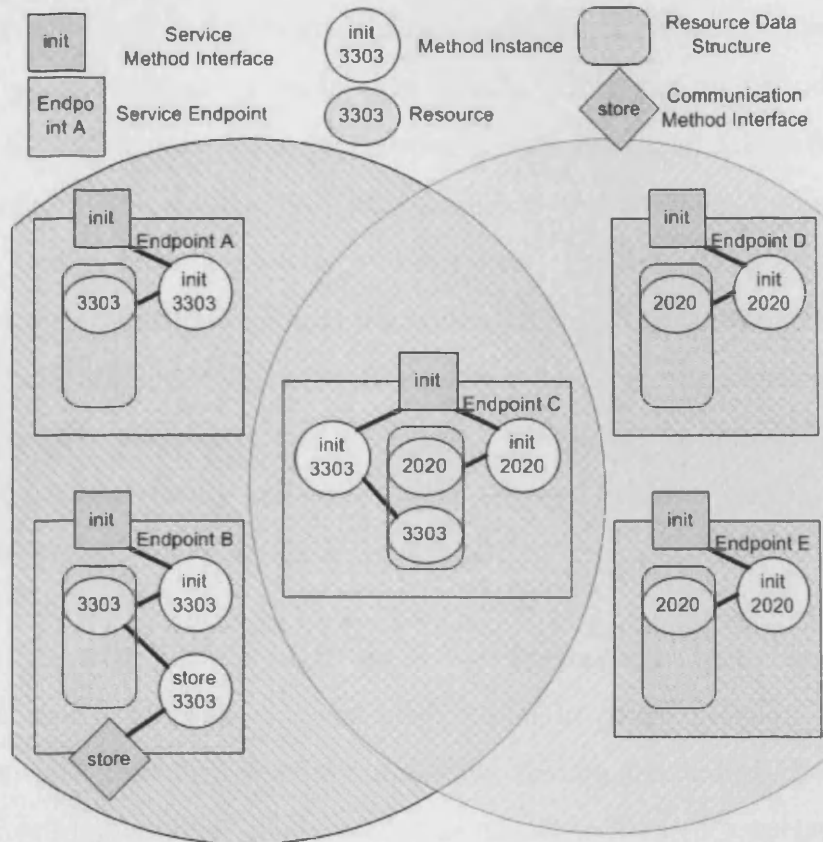 init
Service
Method Interface
init
3303
Method Instance
Resource Data
Structure
Endpo
int A
Service Endpoint
3303
Resource
store
Communication
Method Interface
init
Endpoint A
init
3303
3303
init
Endpoint D
init
2020
2020
init
Endpoint C
init
3303
2020
init
2020
3303
init
Endpoint B
3303
init
3303
store
3303
store
init
Endpoint E
2020
init
2020